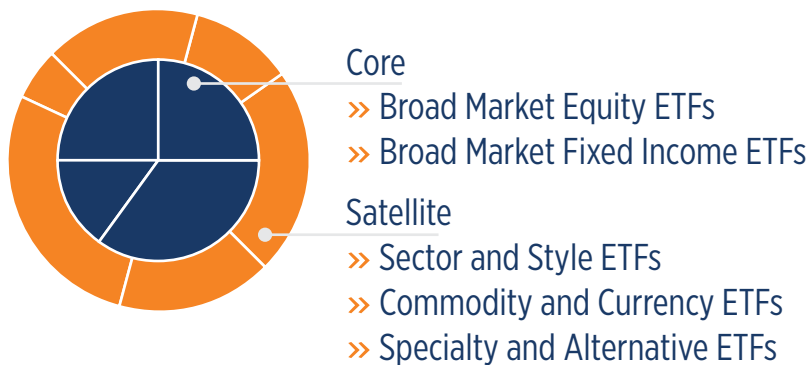 Core
» Broad Market Equity ETFs
» Broad Market Fixed Income ETFs
Satellite
» Sector and Style ETFs
» Commodity and Currency ETFs
» Specialty and Alternative ETFs